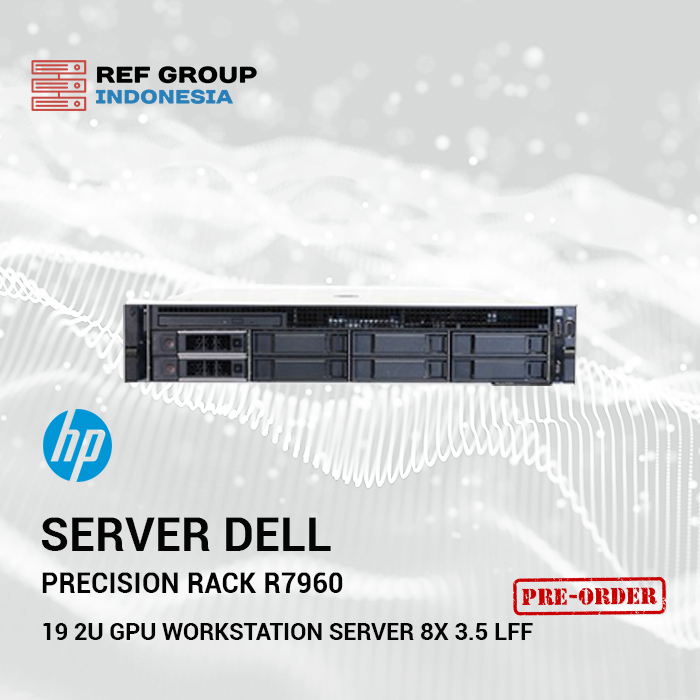 REF GROUP
INDONESIA
hp
SERVER DELL
PRECISION RACK R7960
PRE-ORDER
19 2U GPU WORKSTATION SERVER 8X 3.5 LFF